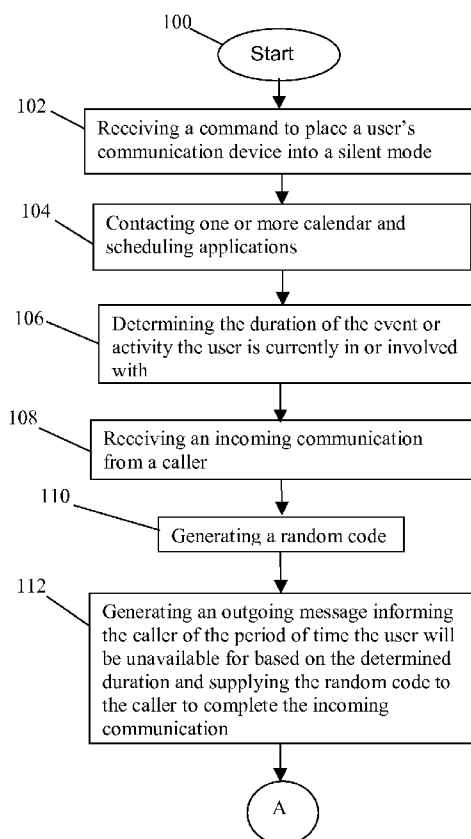 100
Start
102
Receiving a command to place a user's
communication device into a silent mode
104
Contacting one or more calendar and
scheduling applications
106
Determining the duration of the event or
activity the user is currently in or involved
with
108
Receiving an incoming communication
from a caller
110
Generating a random code
112
Generating an outgoing message informing
the caller of the period of time the user will
be unavailable for based on the determined
duration and supplying the random code to
the caller to complete the incoming
communication
A